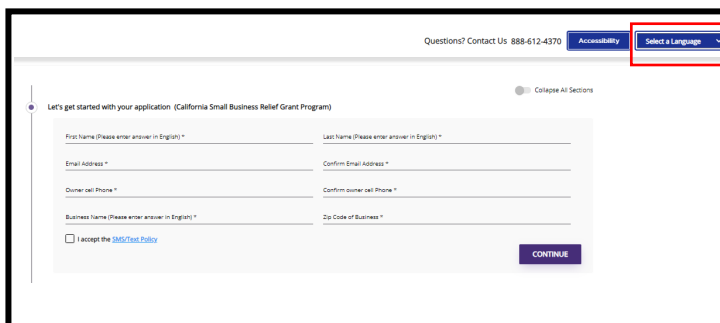 Questions? Contact Us 888-612-4370 Accessibility Select a Language
Collapse All Sections
Let's get started with your application (California Small Business Relief Grant Program)
First Name (Please enter answer in English) * Last Name (Please enter answer in English) *
Email Address * Confirm Email Address *
Owner cell Phone * Confirm owner cell Phone *
Business Name (Please enter answer in English) * Zip Code of Business *
I accept the SMS/Text Policy
CONTINUE